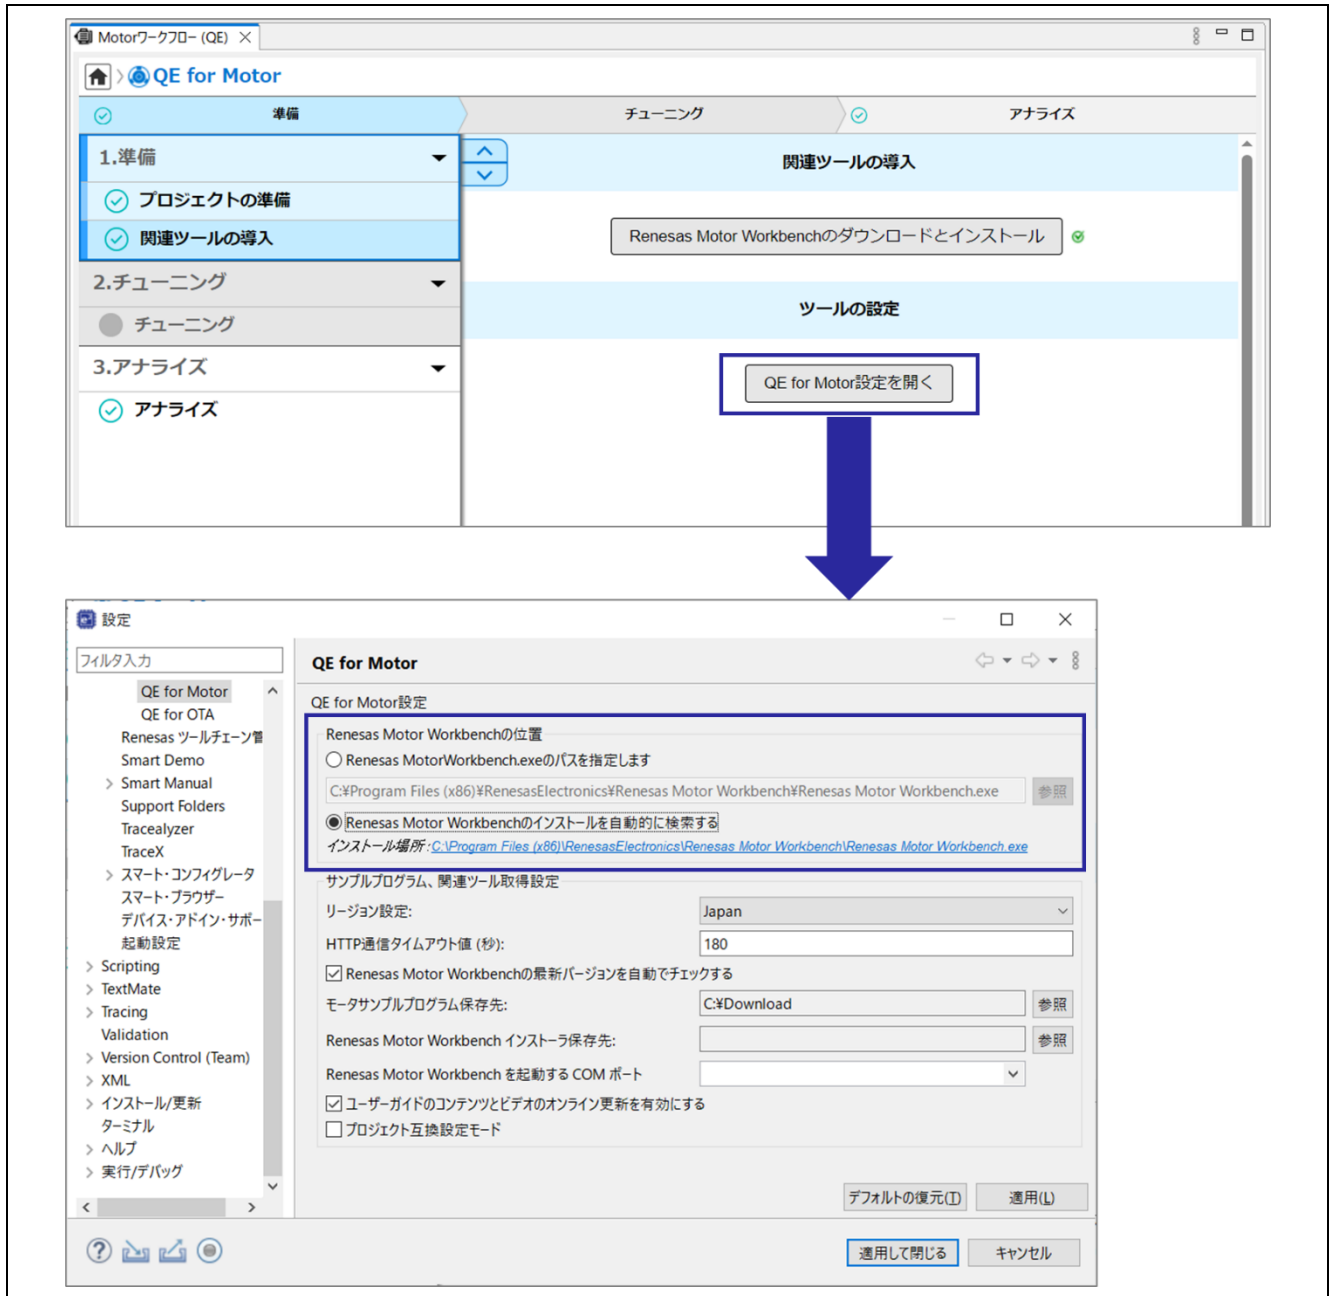 Motorワークフロー (QE)
QE for Motor
準備
チューニング
アナライズ
1.準備
プロジェクトの準備
関連ツールの導入
2.チューニング
チューニング
3.アナライズ
アナライズ
関連ツールの導入
Renesas Motor Workbenchのダウンロードとインストール
ツールの設定
QE for Motor設定を開く
設定
フィルタ入力
QE for Motor
QE for OTA
Renesas ツールチェーン管
Smart Demo
Smart Manual
Support Folders
Tracealyzer
TraceX
スマート・コンフィグレータ
スマート・ブラウザー
デバイス・アドイン・サポー
起動設定
Scripting
TextMate
Tracing
Validation
Version Control (Team)
XML
インストール/更新
ターミナル
ヘルプ
実行/デバッグ
QE for Motor
QE for Motor設定
Renesas Motor Workbenchの位置
Renesas MotorWorkbench.exeのパスを指定します
C:¥Program Files (x86)¥RenesasElectronics¥Renesas Motor Workbench¥Renesas Motor Workbench.exe 参照
Renesas Motor Workbenchのインストールを自動的に検索する
インストール場所 : C:\Program Files (x86)\RenesasElectronics\Renesas Motor Workbench\Renesas Motor Workbench.exe
サンプルプログラム、関連ツール取得設定
リージョン設定: Japan
HTTP通信タイムアウト値 (秒): 180
Renesas Motor Workbenchの最新バージョンを自動でチェックする
モータサンプルプログラム保存先: C:¥Download 参照
Renesas Motor Workbench インストーラ保存先: 参照
Renesas Motor Workbench を起動する COM ポート
ユーザーガイドのコンテンツとビデオのオンライン更新を有効にする
プロジェクト互換設定モード
デフォルトの復元(T) 適用(L)
適用して閉じる キャンセル